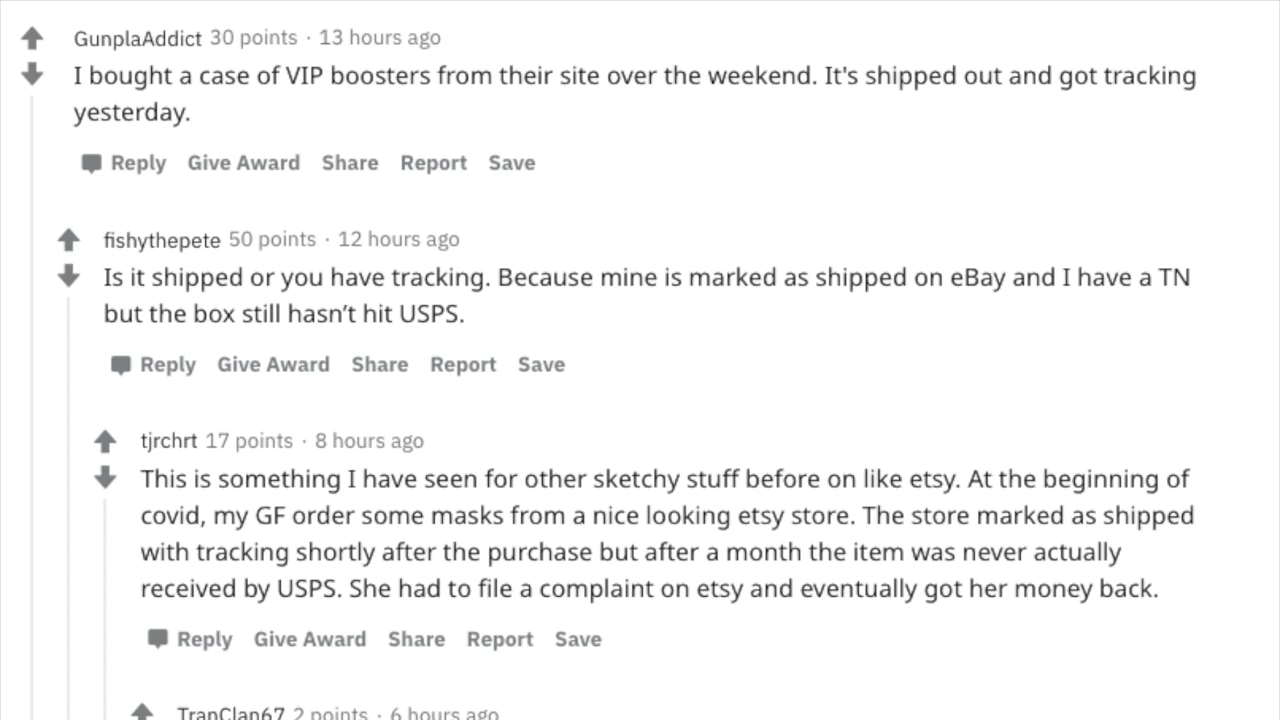 GunplaAddict 30 points · 13 hours ago
I bought a case of VIP boosters from their site over the weekend. It's shipped out and got tracking
yesterday.
Reply Give Award Share Report Save
fishythepete 50 points · 12 hours ago
Is it shipped or you have tracking. Because mine is marked as shipped on eBay and I have a TN
but the box still hasn’t hit USPS.
Reply Give Award Share Report Save
tjrchrt 17 points · 8 hours ago
This is something I have seen for other sketchy stuff before on like etsy. At the beginning of
covid, my GF order some masks from a nice looking etsy store. The store marked as shipped
with tracking shortly after the purchase but after a month the item was never actually
received by USPS. She had to file a complaint on etsy and eventually got her money back.
Reply Give Award Share Report Save
TrapClan67 2 points · 6 hours ago